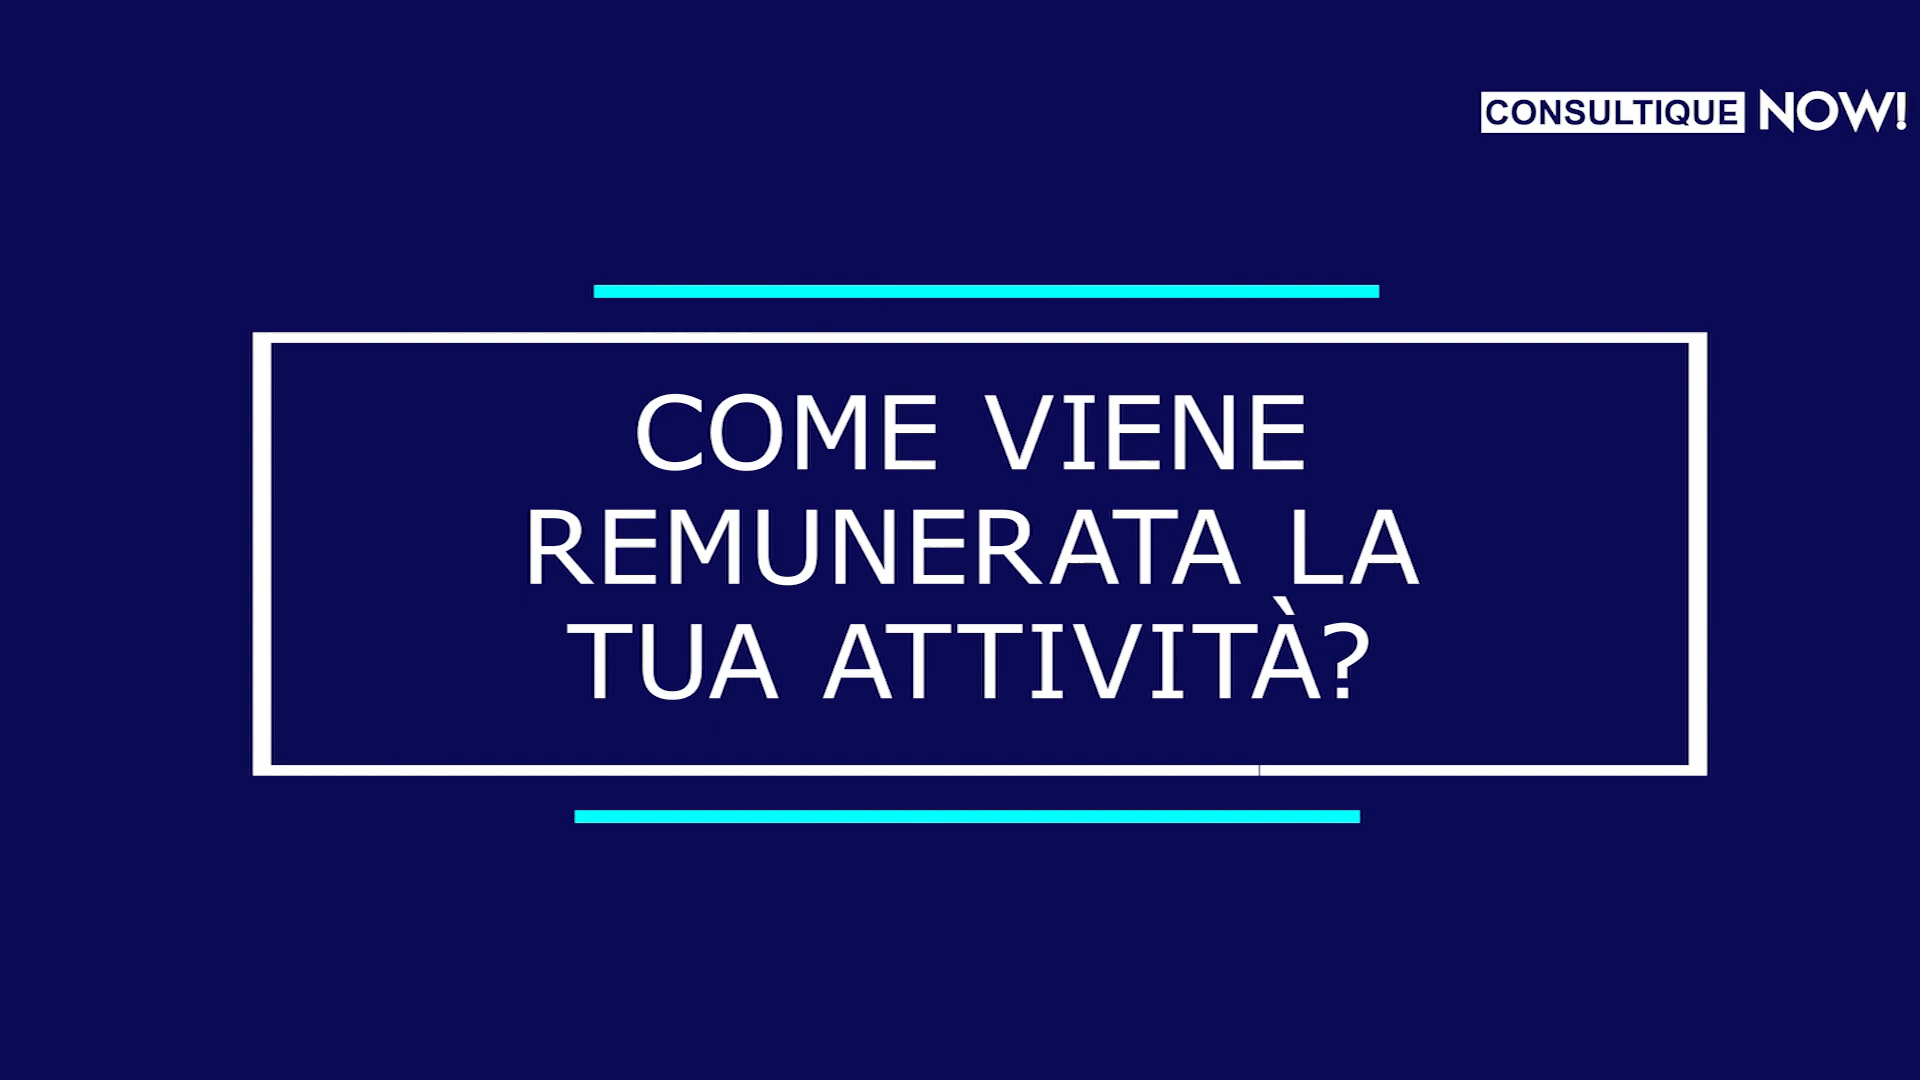 CONSULTIQUE NOW!
COME VIENE
REMUNERATA LA
TUA ATTIVITÀ?